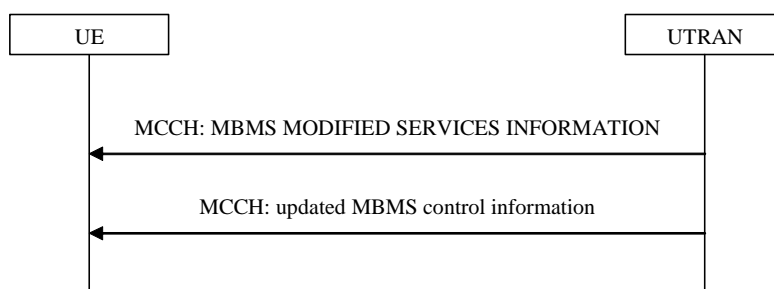 UE
UTRAN
MCCH: MBMS MODIFIED SERVICES INFORMATION
MCCH: updated MBMS control information